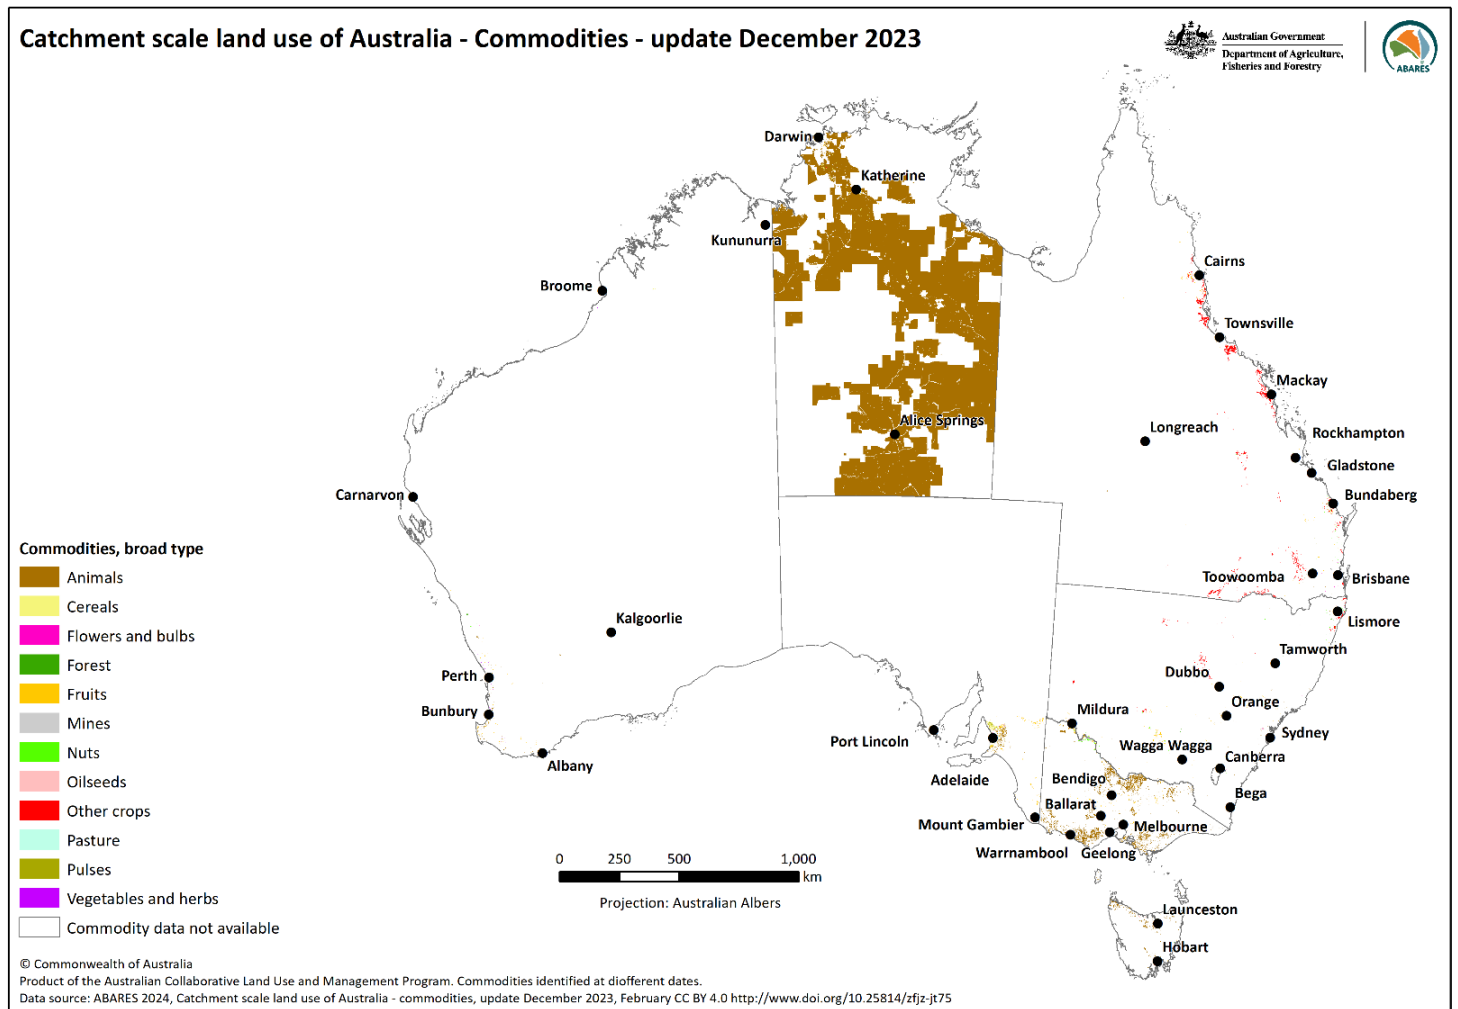 Catchment scale land use of Australia - Commodities - update December 2023
Australian Government
Department of Agriculture,
Fisheries and Forestry
ABARES
Darwin
Katherine
Kununurra
Broome
Cairns
Townsville
Mackay
Alice Springs
Longreach
Rockhampton
Gladstone
Carnarvon
Bundaberg
Toowoomba
Brisbane
Kalgoorlie
Lismore
Tamworth
Perth
Dubbo
Bunbury
Orange
Mildura
Port Lincoln
Sydney
Wagga Wagga
Canberra
Albany
Adelaide
Bendigo
Bega
Ballarat
Mount Gambier
Melbourne
Warrnambool
Geelong
Launceston
Hobart
Commodities, broad type
Animals
Cereals
Flowers and bulbs
Forest
Fruits
Mines
Nuts
Oilseeds
Other crops
Pasture
Pulses
Vegetables and herbs
Commodity data not available
0 250 500 1,000
km
Projection: Australian Albers
© Commonwealth of Australia
Product of the Australian Collaborative Land Use and Management Program. Commodities identified at diofferent dates.
Data source: ABARES 2024, Catchment scale land use of Australia - commodities, update December 2023, February CC BY 4.0 http://www.doi.org/10.25814/zfjz-jt75